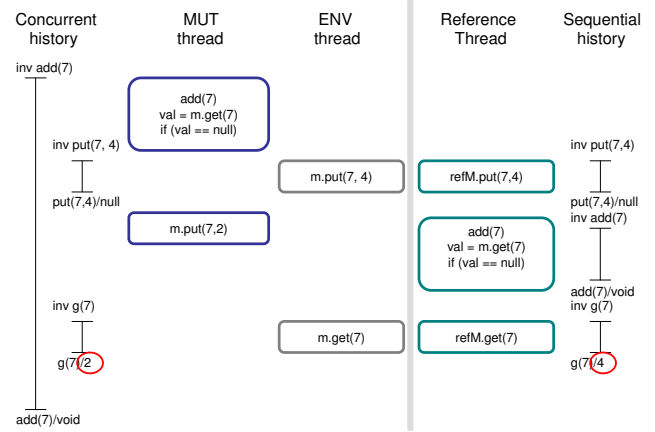 Concurrent
history
MUT
thread
ENV
thread
Reference
Thread
Sequential
history
inv add(7)
add(7)
val = m.get(7)
if (val == null)
inv put(7, 4)
inv put(7,4)
m.put(7, 4)
refM.put(7,4)
put(7,4)/null
put(7,4)/null
inv add(7)
m.put(7,2)
add(7)
val = m.get(7)
if (val == null)
add(7)/void
inv g(7)
inv g(7)
m.get(7)
refM.get(7)
g(7)/2
g(7)/4
add(7)/void